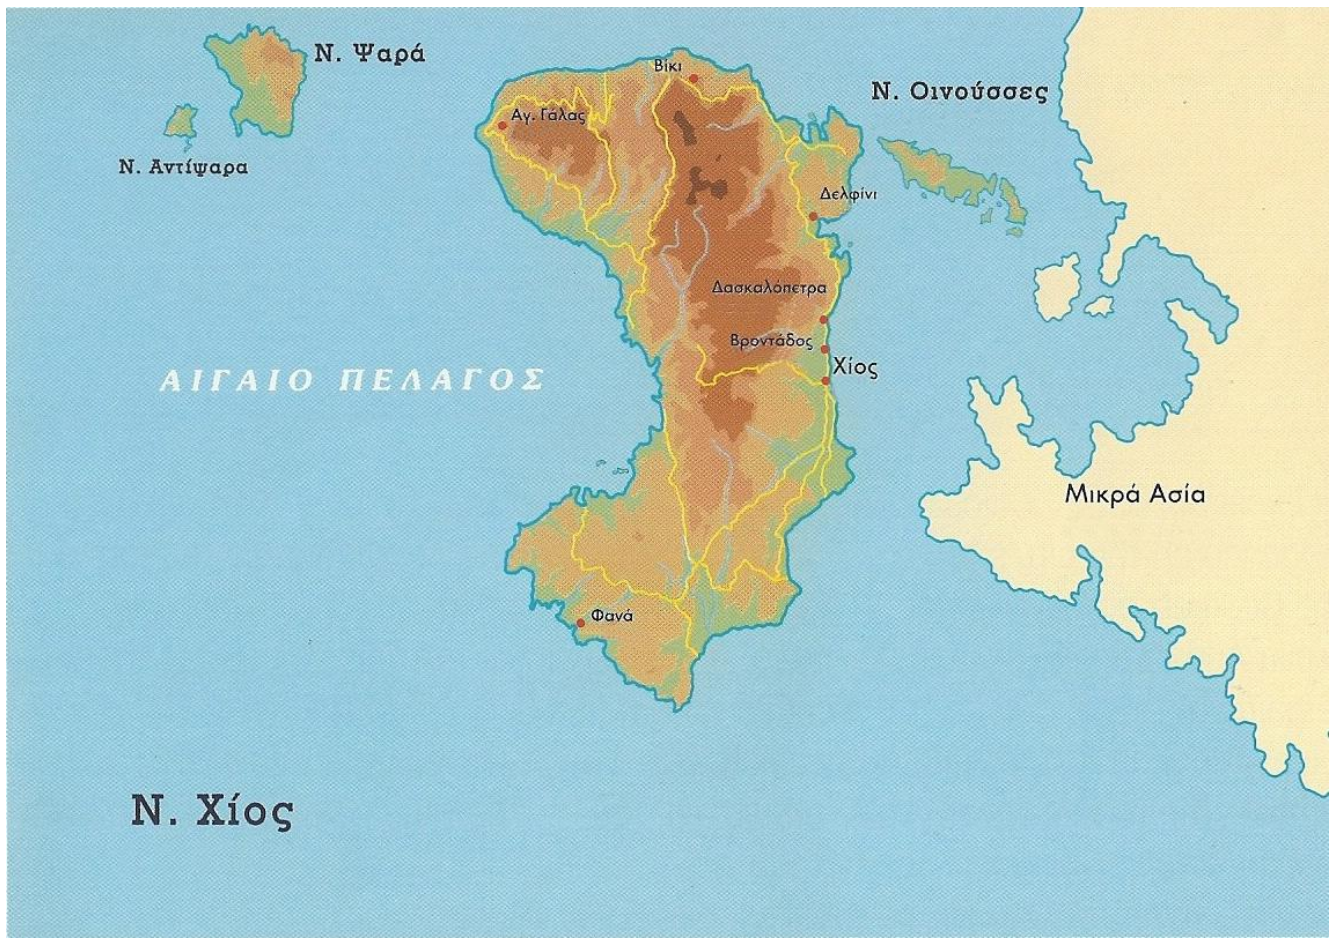 Ν. Ψαρά
Βίκι
Ν. Οινούσσες
Αγ. Γάλας
Ν. Αντίψαρα
Δελφίνι
Δασκαλόπετρα
Βροντάδος
Χίος
ΑΙΓΑΙΟ ΠΕΛΑΓΟΣ
Μικρά Ασία
Φανά
Ν. Χίος